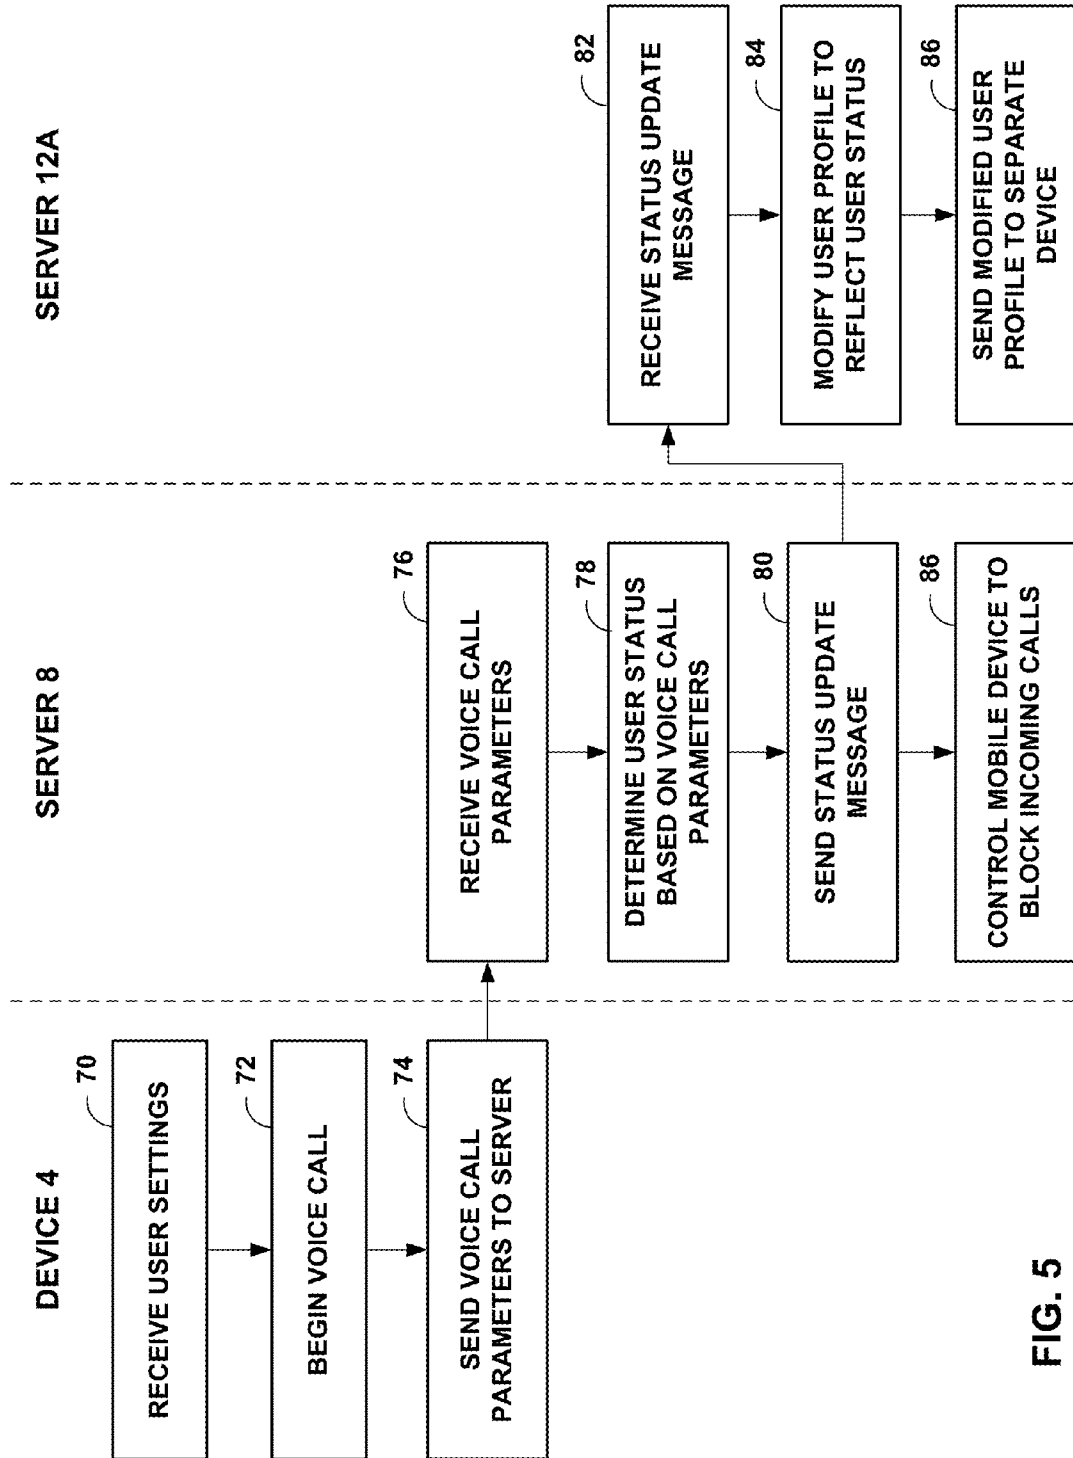 DEVICE 4
SERVER 8
SERVER 12A
70
RECEIVE USER SETTINGS
72
BEGIN VOICE CALL
74
SEND VOICE CALL
PARAMETERS TO SERVER
76
RECEIVE VOICE CALL
PARAMETERS
78
DETERMINE USER STATUS
BASED ON VOICE CALL
PARAMETERS
80
SEND STATUS UPDATE
MESSAGE
86
CONTROL MOBILE DEVICE TO
BLOCK INCOMING CALLS
82
RECEIVE STATUS UPDATE
MESSAGE
84
MODIFY USER PROFILE TO
REFLECT USER STATUS
86
SEND MODIFIED USER
PROFILE TO SEPARATE
DEVICE
FIG. 5